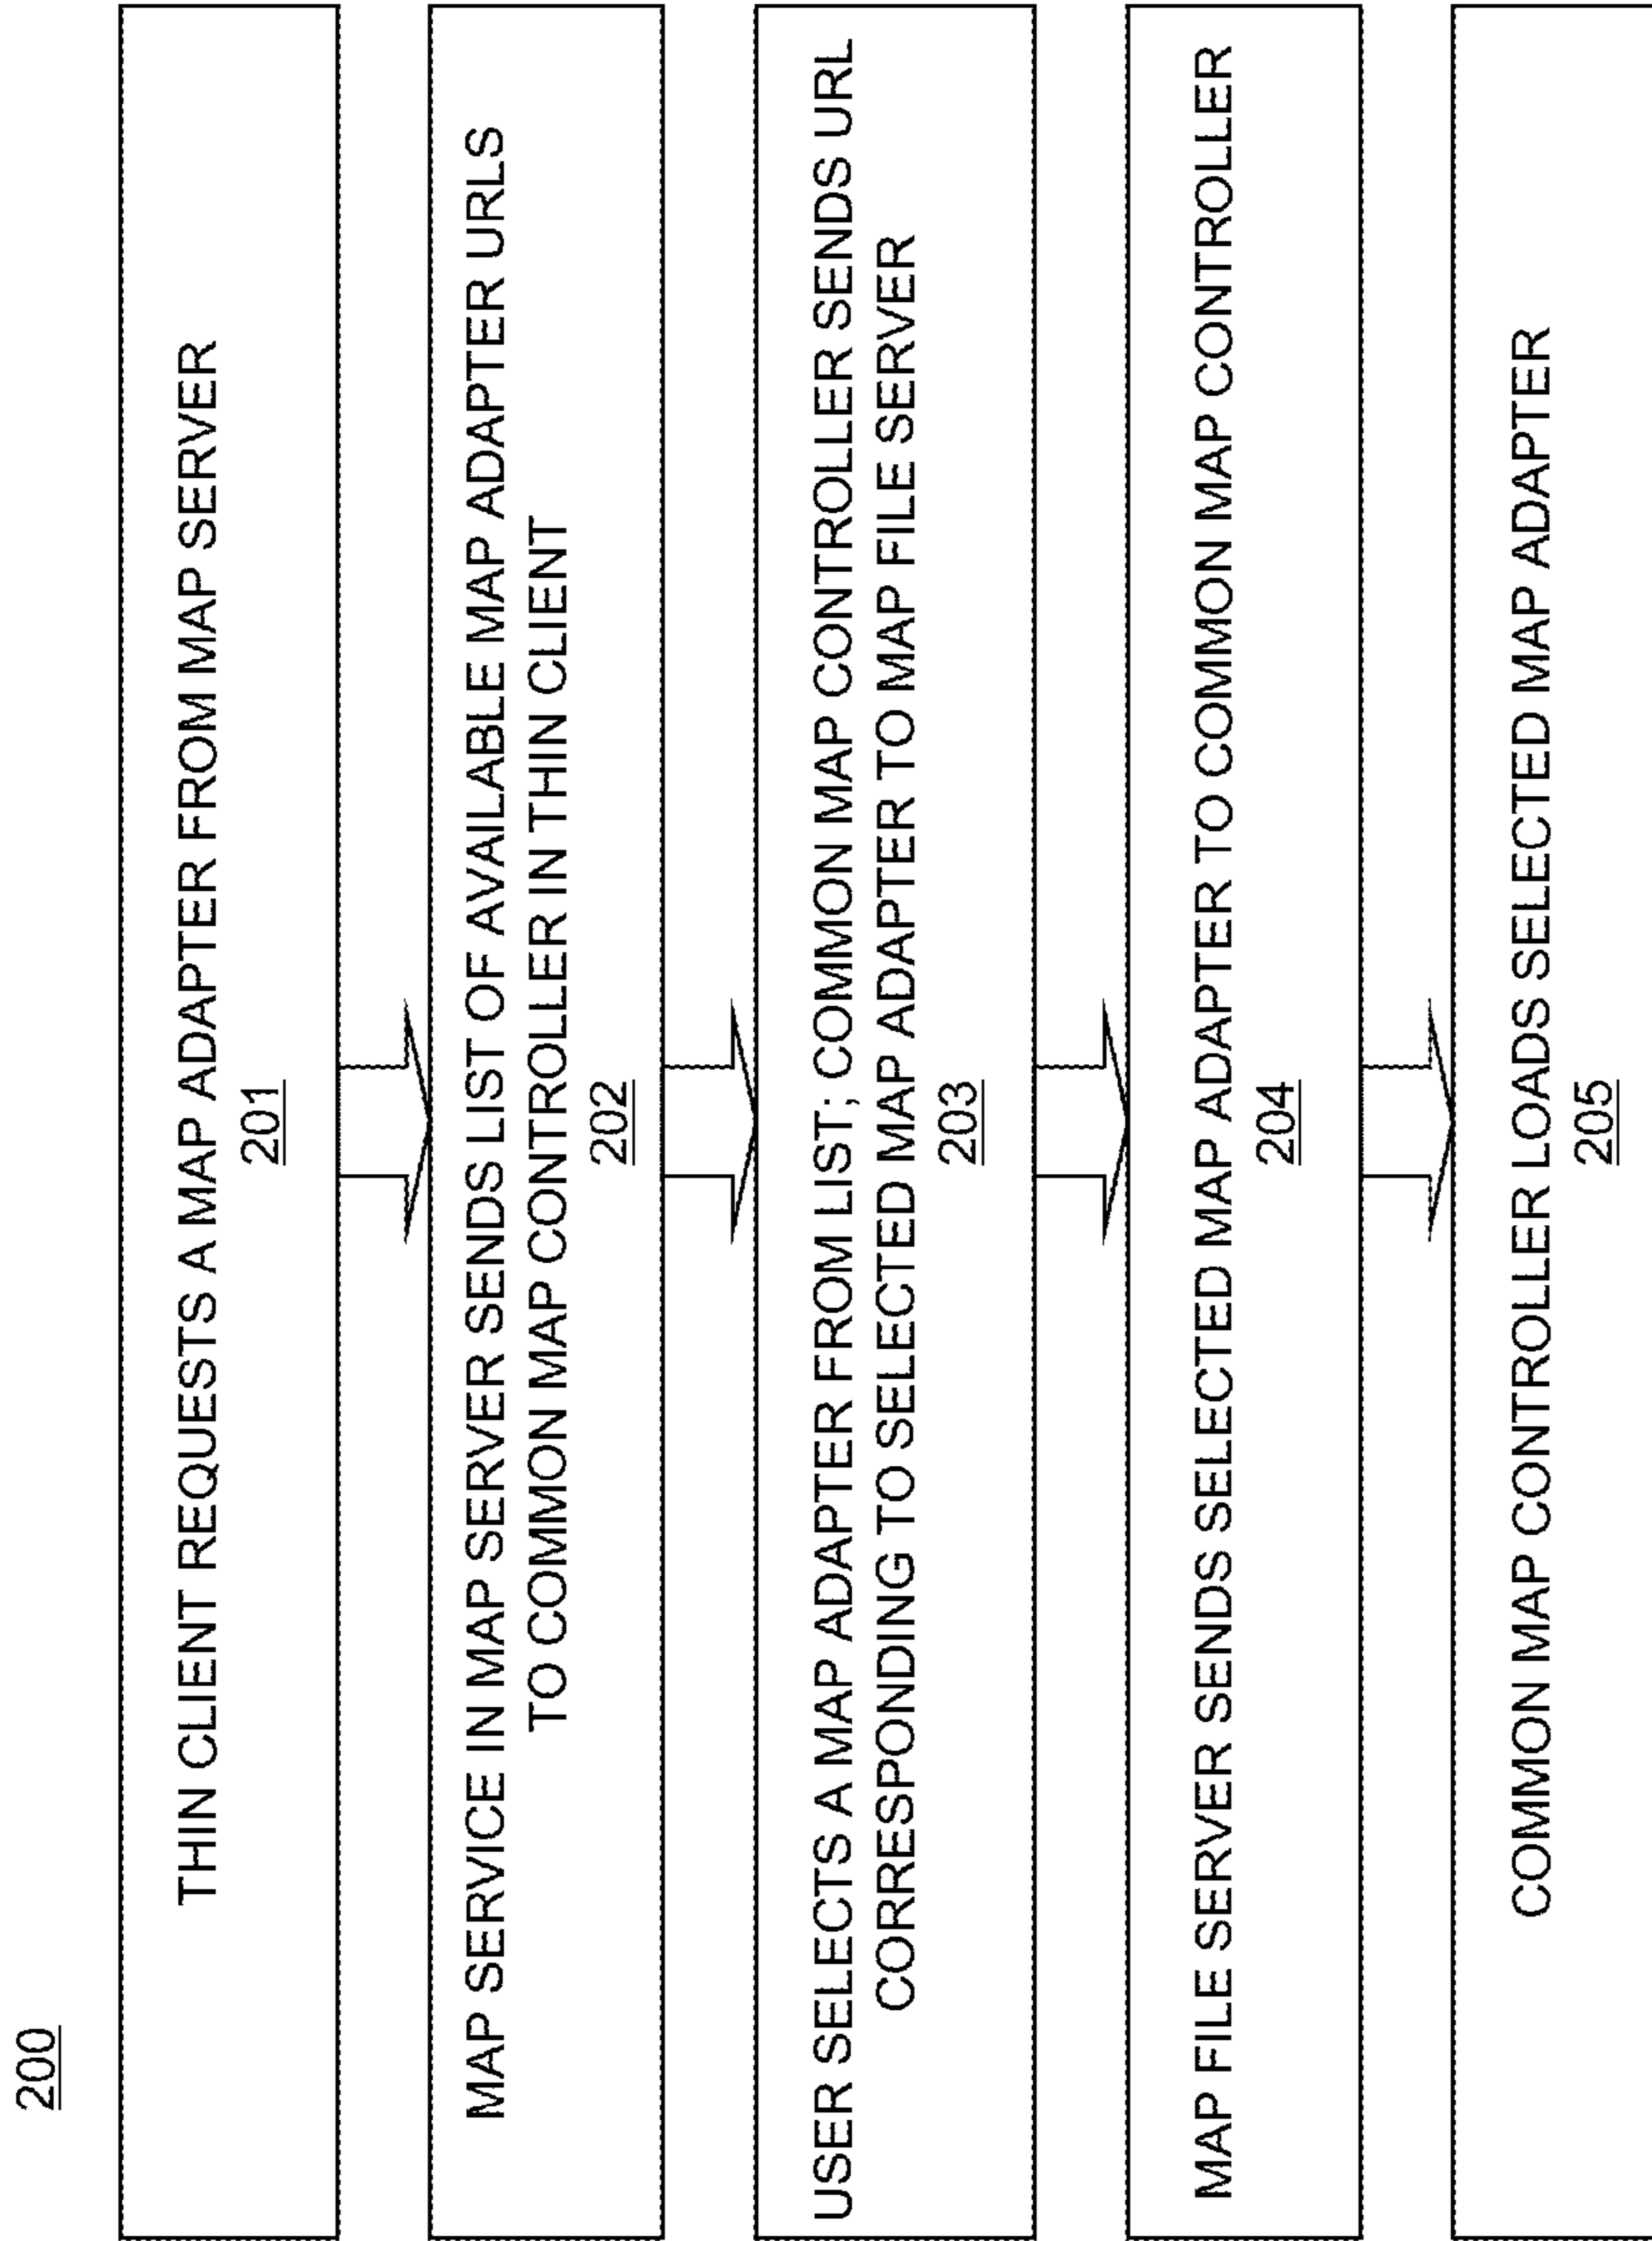 200
THIN CLIENT REQUESTS A MAP ADAPTER FROM MAP SERVER
201
MAP SERVICE IN MAP SERVER SENDS LIST OF AVAILABLE MAP ADAPTER URLS
TO COMMON MAP CONTROLLER IN THIN CLIENT
202
USER SELECTS A MAP ADAPTER FROM LIST; COMMON MAP CONTROLLER SENDS URL
CORRESPONDING TO SELECTED MAP ADAPTER TO MAP FILE SERVER
203
MAP FILE SERVER SENDS SELECTED MAP ADAPTER TO COMMON MAP CONTROLLER
204
COMMON MAP CONTROLLER LOADS SELECTED MAP ADAPTER
205